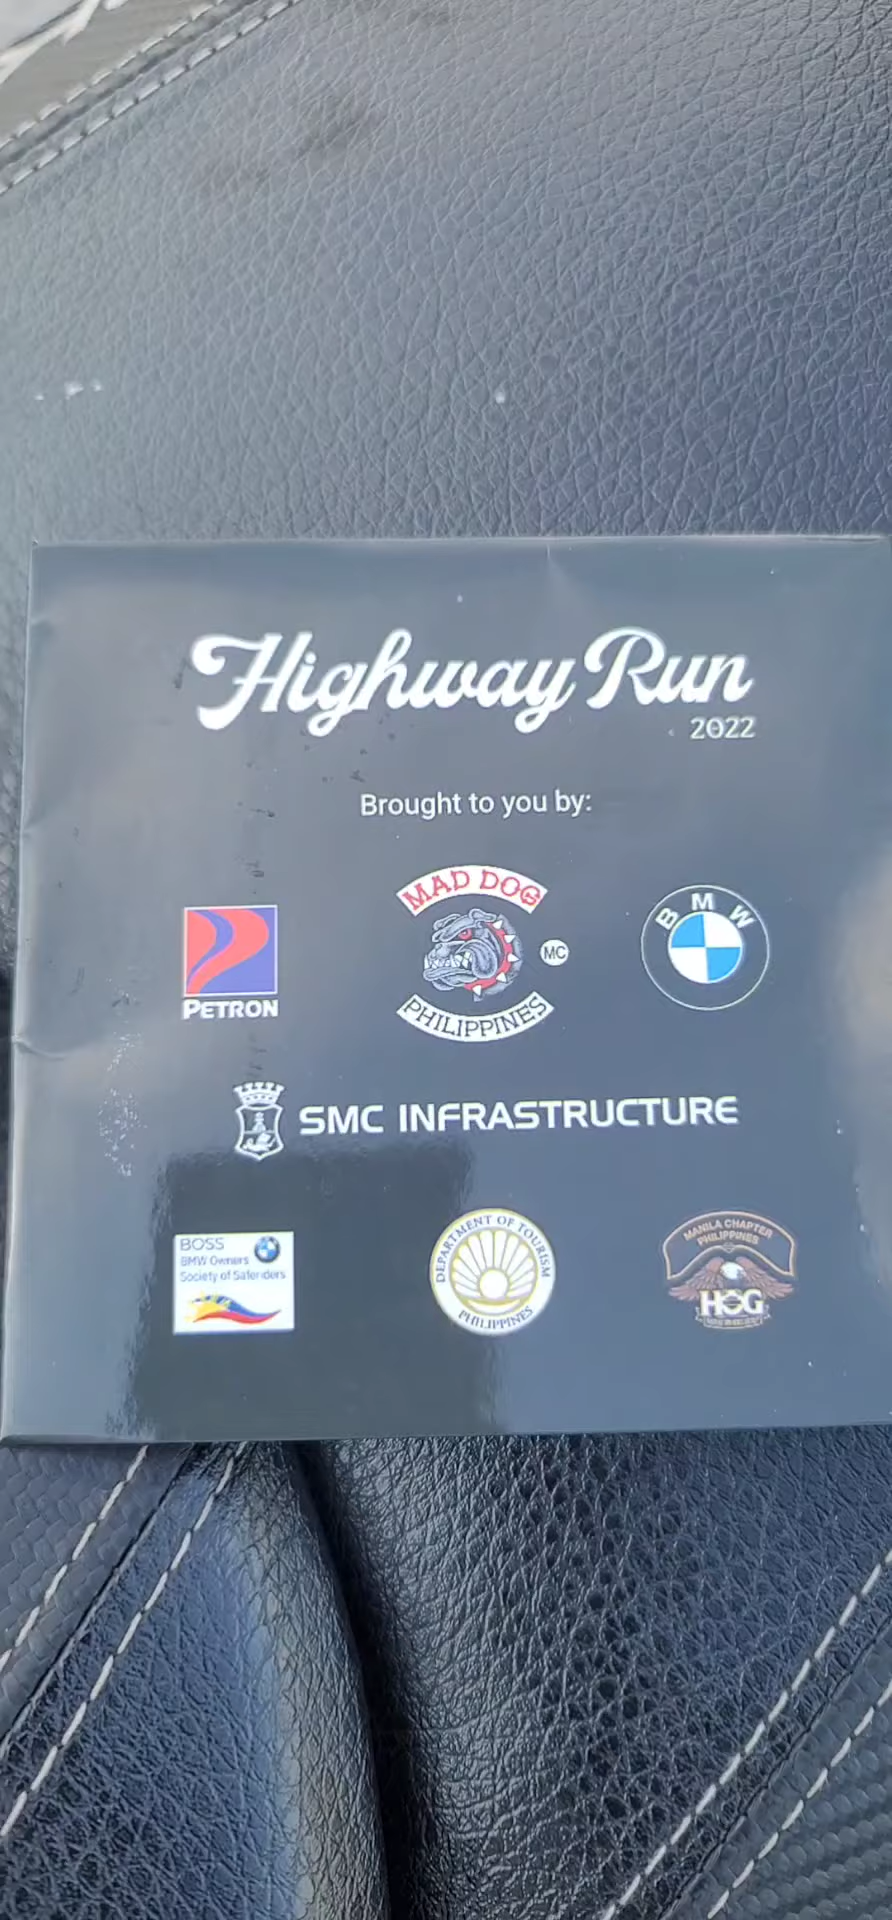 Highway Run
2022
Brought to you by:
PETRON
MAD DOG
MC
PHILIPPINES
BMW
SMC INFRASTRUCTURE
BOSS
BMW Owners
Society of Saferiders
DEPARTMENT OF TOURISM
PHILIPPINES
MANILA CHAPTER
PHILIPPINES
HOG